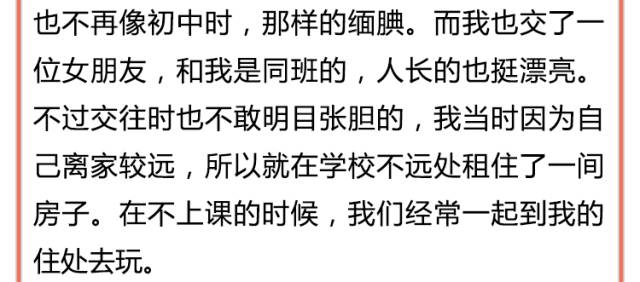 也不再像初中时，那样的缅腆。而我也交了一
位女朋友，和我是同班的，人长的也挺漂亮。
不过交往时也不敢明目张胆的，我当时因为自
己离家较远，所以就在学校不远处租住了一间
房子。在不上课的时候，我们经常一起到我的
住处去玩。